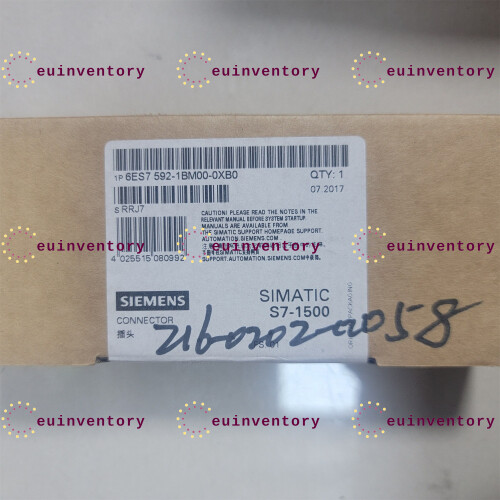 euinventory euinventory euinventory
1P 6ES7 592-1BM00-0XB0 QTY: 1
07.2017
S RRJ7
CAUTION! PLEASE READ THE NOTES IN THE
RELEVANT MANUAL BEFORE SYSTEM STARTUP
MANUALS ARE AVAILABLE FROM
THE SIMATIC SUPPORT HOMEPAGE SUPPORT.
AUTOMATION.SIEMENS.COM
euinventory euinventory euinventory
4 025515 080992
SUPPORT.AUTOMATION.SIEMENS.COM
SIEMENS
SIMATIC
S7-1500
CONNECTOR
插头
euinventory euinventory euinventory
euinventory euinventory euinventory